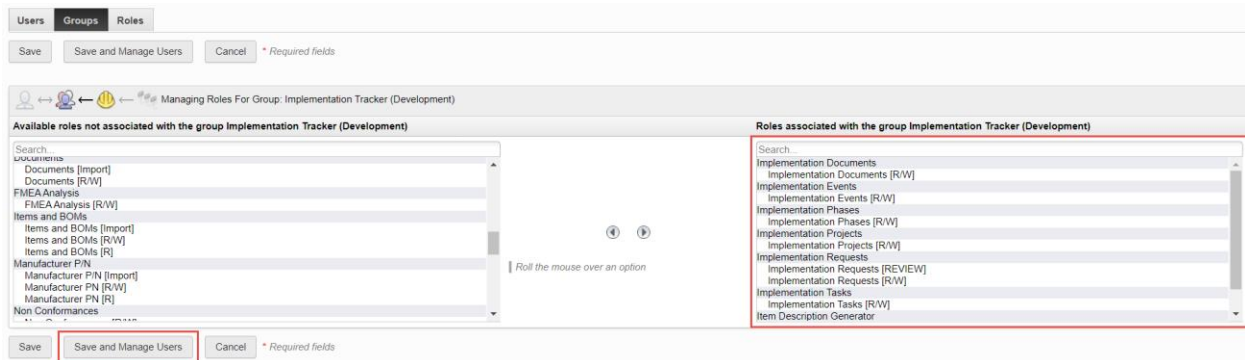 Users Groups Roles
Save Save and Manage Users Cancel * Required fields
Managing Roles For Group: Implementation Tracker (Development)
Available roles not associated with the group Implementation Tracker (Development)
Search...
Documents
Documents [Import]
Documents [R/W]
FMEA Analysis
FMEA Analysis [R/W]
Items and BOMs
Items and BOMs [Import]
Items and BOMs [R/W]
Items and BOMs [R]
Manufacturer P/N
Manufacturer P/N [Import]
Manufacturer PN [R/W]
Manufacturer PN [R]
Non Conformances
Roll the mouse over an option
Roles associated with the group Implementation Tracker (Development)
Search...
Implementation Documents
Implementation Documents [R/W]
Implementation Events
Implementation Events [R/W]
Implementation Phases
Implementation Phases [R/W]
Implementation Projects
Implementation Projects [R/W]
Implementation Requests
Implementation Requests [REVIEW]
Implementation Requests [R/W]
Implementation Tasks
Implementation Tasks [R/W]
Item Description Generator
Save Save and Manage Users Cancel * Required fields